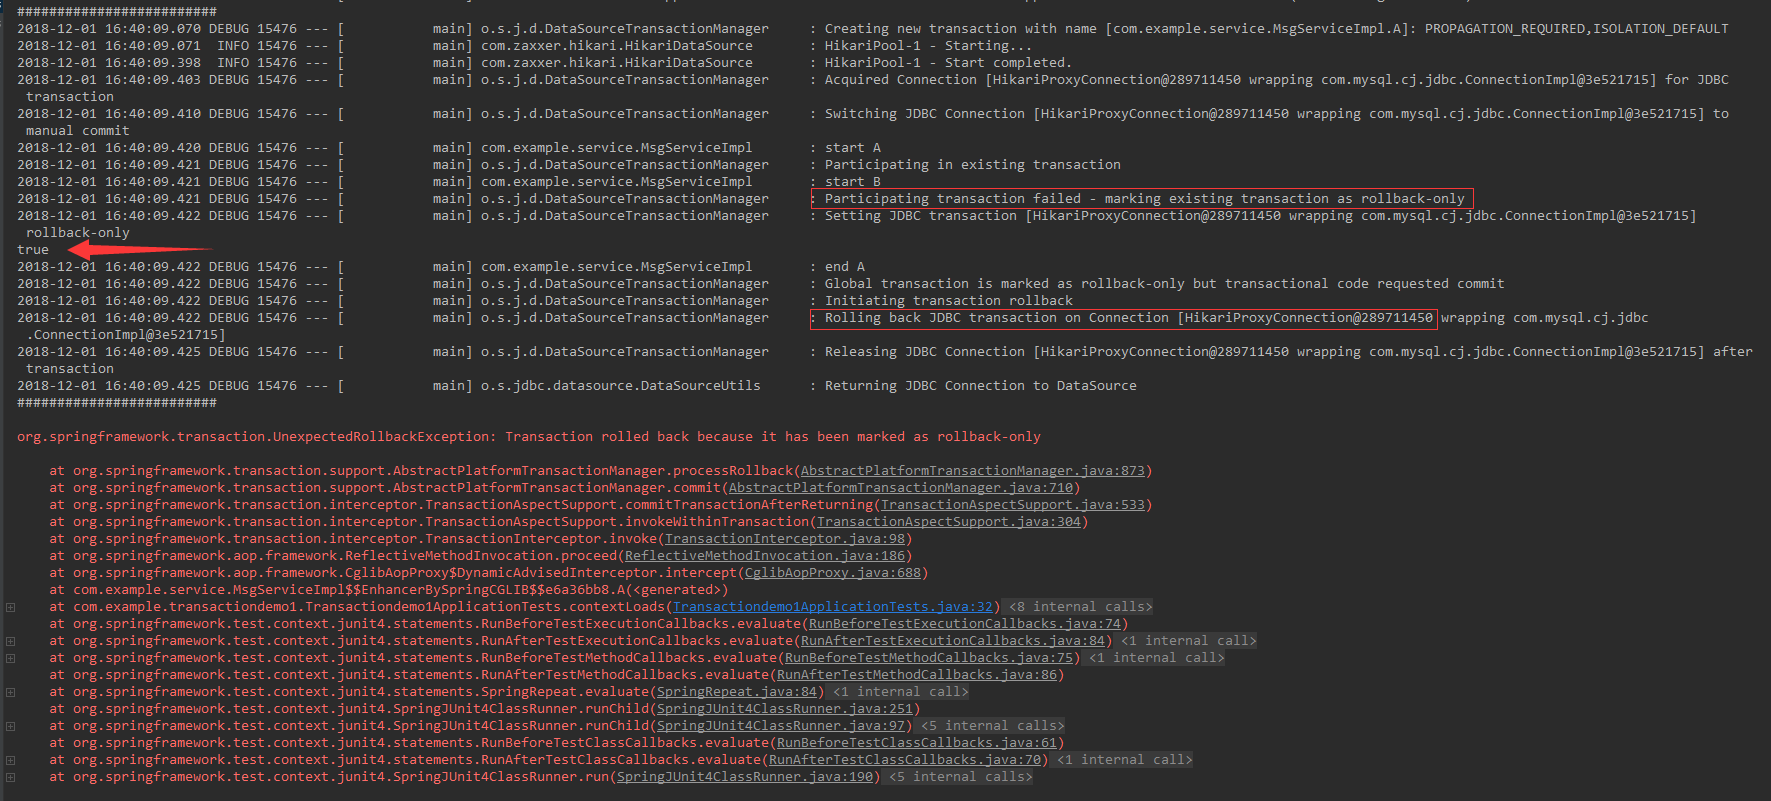 ##########################
2018-12-01 16:40:09.070 DEBUG 15476 --- [           main] o.s.j.d.DataSourceTransactionManager     : Creating new transaction with name [com.example.service.MsgServiceImpl.A]: PROPAGATION_REQUIRED,ISOLATION_DEFAULT
2018-12-01 16:40:09.071  INFO 15476 --- [           main] com.zaxxer.hikari.HikariDataSource       : HikariPool-1 - Starting...
2018-12-01 16:40:09.398  INFO 15476 --- [           main] com.zaxxer.hikari.HikariDataSource       : HikariPool-1 - Start completed.
2018-12-01 16:40:09.403 DEBUG 15476 --- [           main] o.s.j.d.DataSourceTransactionManager     : Acquired Connection [HikariProxyConnection@289711450 wrapping com.mysql.cj.jdbc.ConnectionImpl@3e521715] for JDBC
transaction
2018-12-01 16:40:09.410 DEBUG 15476 --- [           main] o.s.j.d.DataSourceTransactionManager     : Switching JDBC Connection [HikariProxyConnection@289711450 wrapping com.mysql.cj.jdbc.ConnectionImpl@3e521715] to
manual commit
2018-12-01 16:40:09.420 DEBUG 15476 --- [           main] com.example.service.MsgServiceImpl       : start A
2018-12-01 16:40:09.421 DEBUG 15476 --- [           main] o.s.j.d.DataSourceTransactionManager     : Participating in existing transaction
2018-12-01 16:40:09.421 DEBUG 15476 --- [           main] com.example.service.MsgServiceImpl       : start B
2018-12-01 16:40:09.421 DEBUG 15476 --- [           main] o.s.j.d.DataSourceTransactionManager     : Participating transaction failed - marking existing transaction as rollback-only
2018-12-01 16:40:09.422 DEBUG 15476 --- [           main] o.s.j.d.DataSourceTransactionManager     : Setting JDBC transaction [HikariProxyConnection@289711450 wrapping com.mysql.cj.jdbc.ConnectionImpl@3e521715]
rollback-only
true
2018-12-01 16:40:09.422 DEBUG 15476 --- [           main] com.example.service.MsgServiceImpl       : end A
2018-12-01 16:40:09.422 DEBUG 15476 --- [           main] o.s.j.d.DataSourceTransactionManager     : Global transaction is marked as rollback-only but transactional code requested commit
2018-12-01 16:40:09.422 DEBUG 15476 --- [           main] o.s.j.d.DataSourceTransactionManager     : Initiating transaction rollback
2018-12-01 16:40:09.422 DEBUG 15476 --- [           main] o.s.j.d.DataSourceTransactionManager     : Rolling back JDBC transaction on Connection [HikariProxyConnection@289711450 wrapping com.mysql.cj.jdbc
.ConnectionImpl@3e521715]
2018-12-01 16:40:09.425 DEBUG 15476 --- [           main] o.s.j.d.DataSourceTransactionManager     : Releasing JDBC Connection [HikariProxyConnection@289711450 wrapping com.mysql.cj.jdbc.ConnectionImpl@3e521715] after
transaction
2018-12-01 16:40:09.425 DEBUG 15476 --- [           main] o.s.jdbc.datasource.DataSourceUtils      : Returning JDBC Connection to DataSource
##########################
org.springframework.transaction.UnexpectedRollbackException: Transaction rolled back because it has been marked as rollback-only
at org.springframework.transaction.support.AbstractPlatformTransactionManager.processRollback(AbstractPlatformTransactionManager.java:873)
at org.springframework.transaction.support.AbstractPlatformTransactionManager.commit(AbstractPlatformTransactionManager.java:710)
at org.springframework.transaction.interceptor.TransactionAspectSupport.commitTransactionAfterReturning(TransactionAspectSupport.java:533)
at org.springframework.transaction.interceptor.TransactionAspectSupport.invokeWithinTransaction(TransactionAspectSupport.java:304)
at org.springframework.transaction.interceptor.TransactionInterceptor.invoke(TransactionInterceptor.java:98)
at org.springframework.aop.framework.ReflectiveMethodInvocation.proceed(ReflectiveMethodInvocation.java:186)
at org.springframework.aop.framework.CglibAopProxy$DynamicAdvisedInterceptor.intercept(CglibAopProxy.java:688)
at com.example.service.MsgServiceImpl$$EnhancerBySpringCGLIB$$e6a36bb8.A(<generated>)
at com.example.transactiondemo1.Transactiondemo1ApplicationTests.contextLoads(Transactiondemo1ApplicationTests.java:32) <8 internal calls>
at org.springframework.test.context.junit4.statements.RunBeforeTestExecutionCallbacks.evaluate(RunBeforeTestExecutionCallbacks.java:74)
at org.springframework.test.context.junit4.statements.RunAfterTestExecutionCallbacks.evaluate(RunAfterTestExecutionCallbacks.java:84) <1 internal call>
at org.springframework.test.context.junit4.statements.RunBeforeTestMethodCallbacks.evaluate(RunBeforeTestMethodCallbacks.java:75) <1 internal call>
at org.springframework.test.context.junit4.statements.RunAfterTestMethodCallbacks.evaluate(RunAfterTestMethodCallbacks.java:86)
at org.springframework.test.context.junit4.statements.SpringRepeat.evaluate(SpringRepeat.java:84) <1 internal call>
at org.springframework.test.context.junit4.SpringJUnit4ClassRunner.runChild(SpringJUnit4ClassRunner.java:251)
at org.springframework.test.context.junit4.SpringJUnit4ClassRunner.runChild(SpringJUnit4ClassRunner.java:97) <5 internal calls>
at org.springframework.test.context.junit4.statements.RunBeforeTestClassCallbacks.evaluate(RunBeforeTestClassCallbacks.java:61)
at org.springframework.test.context.junit4.statements.RunAfterTestClassCallbacks.evaluate(RunAfterTestClassCallbacks.java:70) <1 internal call>
at org.springframework.test.context.junit4.SpringJUnit4ClassRunner.run(SpringJUnit4ClassRunner.java:190) <5 internal calls>